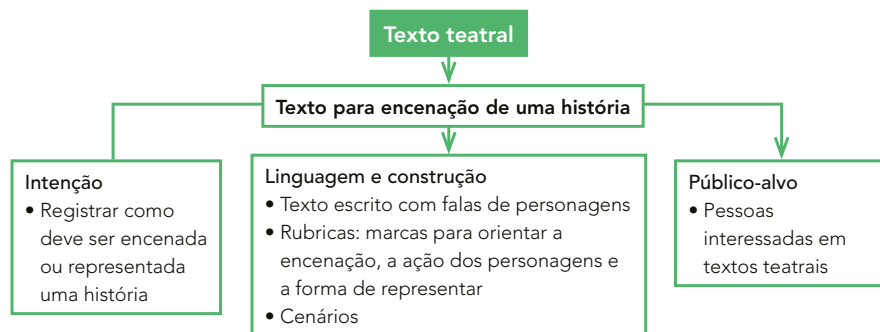 Texto teatral
Texto para encenação de uma história
Intenção
• Registrar como
deve ser encenada
ou representada
uma história
Linguagem e construção
• Texto escrito com falas de personagens
• Rubricas: marcas para orientar a
encenação, a ação dos personagens e
a forma de representar
• Cenários
Público-alvo
• Pessoas
interessadas em
textos teatrais